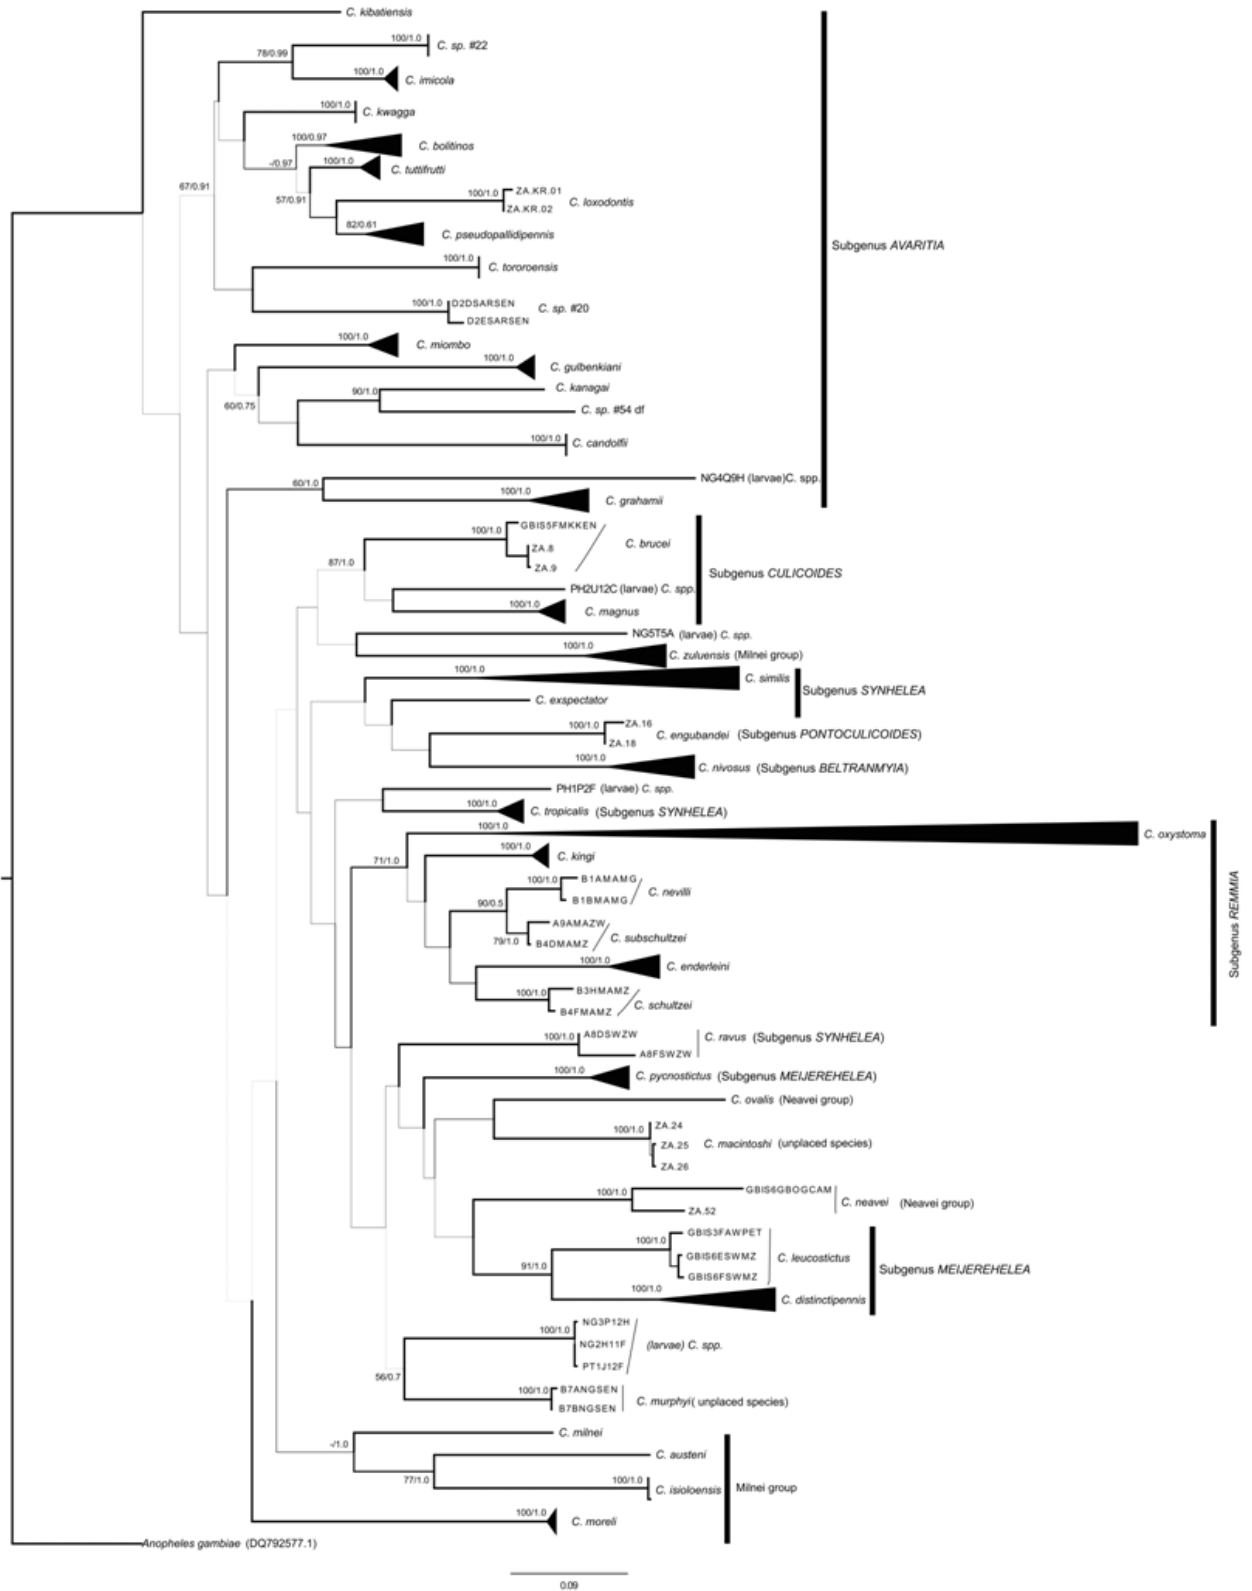 C. kibatiensis
100/1.0
C. sp. #22
78/0.99
100/1.0
C. imicola
100/1.0
C. kwagga
100/0.97
C. bolitinos
-/0.97
100/1.0
C. tuttifrutti
67/0.91
57/0.91
100/1.0
ZA.KR.01
ZA.KR.02
C. loxodontis
82/0.61
C. pseudopallidipennis
Subgenus AVARITIA
100/1.0
C. tororoensis
100/1.0
D2DSARSEN
D2ESARSEN
C. sp. #20
100/1.0
C. miombo
100/1.0
C. gulbenkiani
60/0.75
90/1.0
C. kanagai
C. sp. #54 df
100/1.0
C. candolfii
60/1.0
NG4Q9H (larvae)C. spp.
100/1.0
C. grahamii
100/1.0
GBIS5FMKKEN
ZA.8
ZA.9
C. brucei
87/1.0
Subgenus CULICOIDES
PH2U12C (larvae) C. spp.
100/1.0
C. magnus
NG5T5A (larvae) C. spp.
100/1.0
C. zuluensis (Milnei group)
100/1.0
C. similis
Subgenus SYNHELEA
C. exspectator
100/1.0
ZA.16
ZA.18
C. engubandei (Subgenus PONTOCULICOIDES)
100/1.0
C. nivosus (Subgenus BELTRANMYIA)
PH1P2F (larvae) C. spp.
100/1.0
C. tropicalis (Subgenus SYNHELEA)
100/1.0
C. oxystoma
71/1.0
100/1.0
C. kingi
100/1.0
B1AMAMG
B1BMAMG
C. nevilli
90/0.5
79/1.0
A9AMAZW
B4DMAMZ
C. subschultzei
Subgenus REMMIA
100/1.0
C. enderleini
100/1.0
B3HMAMZ
B4FMAMZ
C. schultzei
100/1.0
A8DSWZW
A8FSWZW
C. ravus (Subgenus SYNHELEA)
100/1.0
C. pycnostictus (Subgenus MEIJEREHELEA)
C. ovalis (Neavei group)
100/1.0
ZA.24
ZA.25
ZA.26
C. macintoshi (unplaced species)
100/1.0
GBIS6GBOGCAM
ZA.52
C. neavei (Neavei group)
100/1.0
GBIS3FAWPET
GBIS6ESWMZ
GBIS6FSWMZ
C. leucostictus
91/1.0
Subgenus MEIJEREHELEA
100/1.0
C. distinctipennis
100/1.0
NG3P12H
NG2H11F
PT1J12F
(larvae) C. spp.
56/0.7
100/1.0
B7ANGSEN
B7BNGSEN
C. murphyi( unplaced species)
C. milnei
-/1.0
C. austeni
77/1.0
100/1.0
C. isioloensis
Milnei group
100/1.0
C. moreli
Anopheles gambiae (DQ792577.1)
0.09